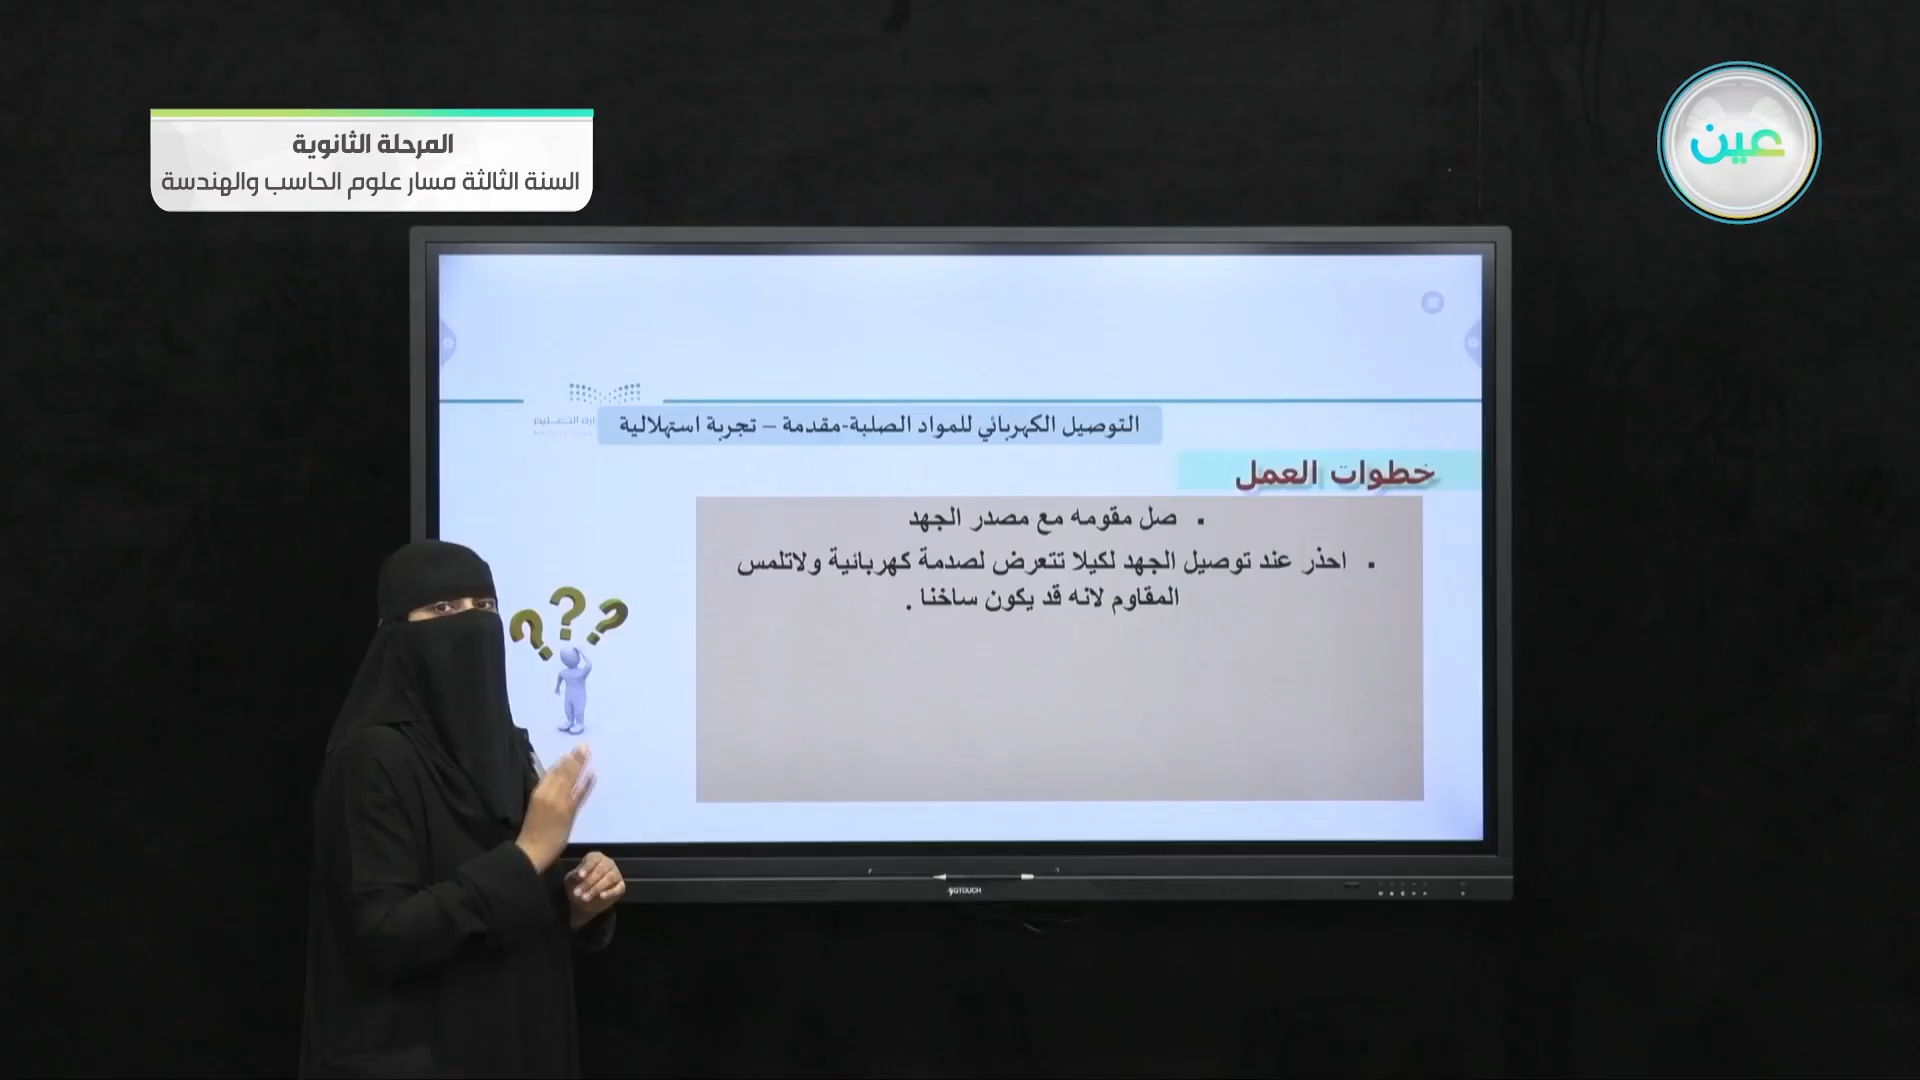 المرحلة الثانوية
السنة الثالثة مسار علوم الحاسب والهندسة
عين
التوصيل الكهربائي للمواد الصلبة-مقدمة – تجربة استهلالية
خطوات العمل
▪ صل مقومه مع مصدر الجهد
▪ احذر عند توصيل الجهد لكيلا تتعرض لصدمة كهربائية ولاتلمس
المقاوم لانه قد يكون ساخنا .
? ? ?